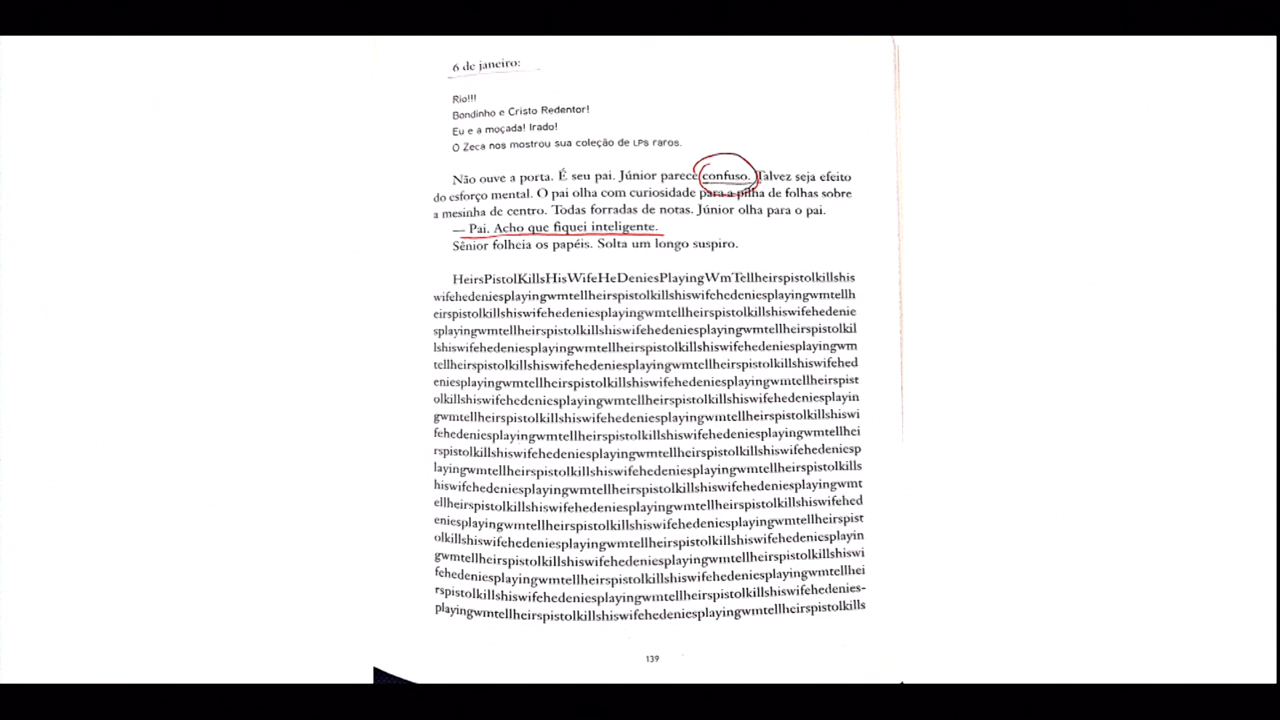 6 de janeiro:
Rio!!!
Bondinho e Cristo Redentor!
Eu e a moçada! Irado!
O Zeca nos mostrou sua coleção de LPs raros.
Não ouve a porta. É seu pai. Júnior parece confuso. Talvez seja efeito
do esforço mental. O pai olha com curiosidade para a pilha de folhas sobre
a mesinha de centro. Todas forradas de notas. Júnior olha para o pai.
— Pai. Acho que fiquei inteligente.
Sênior folheia os papéis. Solta um longo suspiro.
HeirsPistolKillsHisWifeHeDeniesPlayingWmTellheirspistolkillshis
wifehedeniesplayingwmtellheirspistolkillshiswifehedeniesplayingwmtellh
eirspistolkillshiswifehedeniesplayingwmtellheirspistolkillshiswifehedenie
splayingwmtellheirspistolkillshiswifehedeniesplayingwmtellheirspistolkil
lshiswifehedeniesplayingwmtellheirspistolkillshiswifehedeniesplayingwm
tellheirspistolkillshiswifehedeniesplayingwmtellheirspistolkillshiswifehed
eniesplayingwmtellheirspistolkillshiswifehedeniesplayingwmtellheirspist
olkillshiswifehedeniesplayingwmtellheirspistolkillshiswifehedeniesplayin
gwmtellheirspistolkillshiswifehedeniesplayingwmtellheirspistolkillshiswi
fehedeniesplayingwmtellheirspistolkillshiswifehedeniesplayingwmtellhei
rspistolkillshiswifehedeniesplayingwmtellheirspistolkillshiswifehedeniesp
layingwmtellheirspistolkillshiswifehedeniesplayingwmtellheirspistolkills
hiswifehedeniesplayingwmtellheirspistolkillshiswifehedeniesplayingwmt
ellheirspistolkillshiswifehedeniesplayingwmtellheirspistolkillshiswifehed
eniesplayingwmtellheirspistolkillshiswifehedeniesplayingwmtellheirspist
olkillshiswifehedeniesplayingwmtellheirspistolkillshiswifehedeniesplayin
gwmtellheirspistolkillshiswifehedeniesplayingwmtellheirspistolkillshiswi
fehedeniesplayingwmtellheirspistolkillshiswifehedeniesplayingwmtellhei
rspistolkillshiswifehedeniesplayingwmtellheirspistolkillshiswifehedenies-
playingwmtellheirspistolkillshiswifehedeniesplayingwmtellheirspistolkills
139